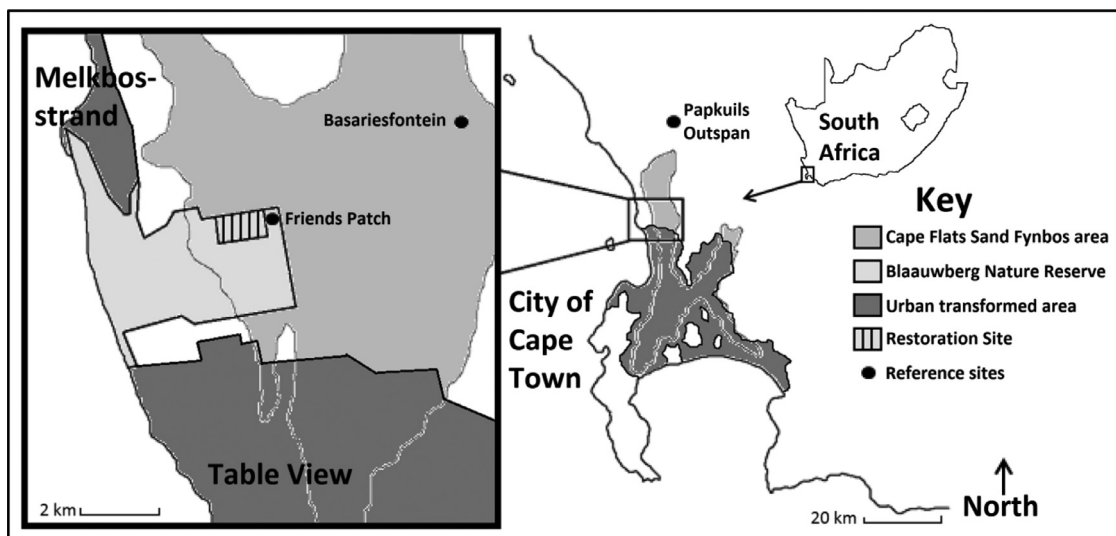 Melkbos-
strand
Basariesfontein
Friends Patch
Table View
2 km
Papkuils
Outspan
South
Africa
City of
Cape
Town
Key
Cape Flats Sand Fynbos area
Blaauwberg Nature Reserve
Urban transformed area
Restoration Site
Reference sites
North
20 km